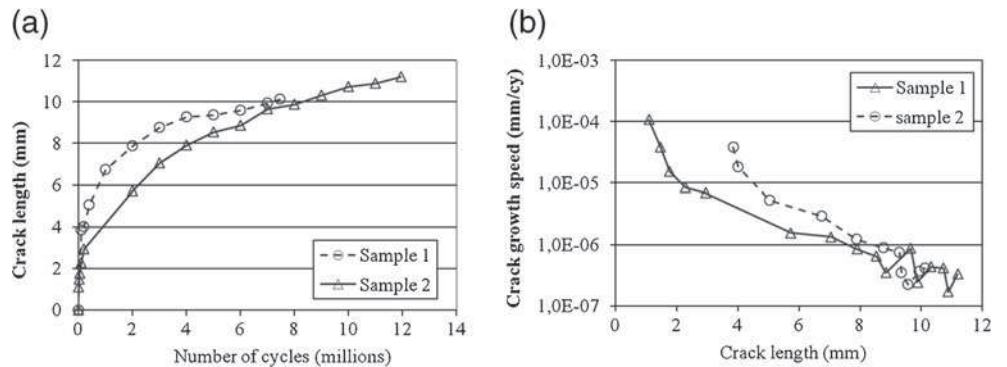 (a)
Crack length (mm)
12
10
8
6
4
2
0
0 2 4 6 8 10 12 14
Number of cycles (millions)
Sample 1
Sample 2
(b)
Crack growth speed (mm/cy)
1,0E-03
1,0E-04
1,0E-05
1,0E-06
1,0E-07
0 2 4 6 8 10 12
Crack length (mm)
Sample 1
sample 2